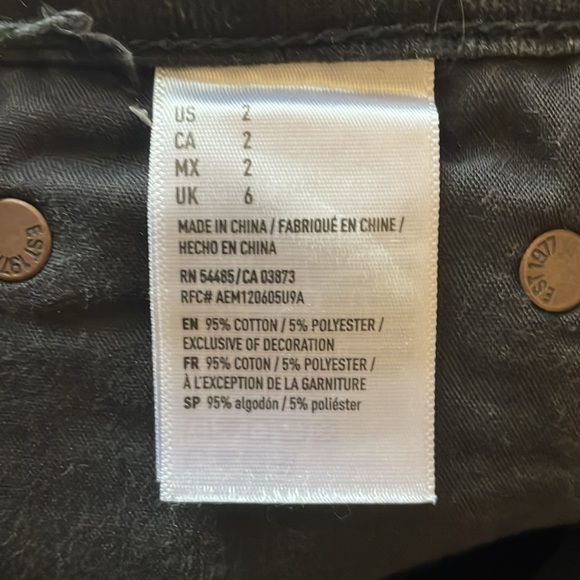 US 2
CA 2
MX 2
UK 6
MADE IN CHINA / FABRIQUÉ EN CHINE /
HECHO EN CHINA
RN 54485/CA 03873
RFC# AEM120605U9A
EN 95% COTTON / 5% POLYESTER /
EXCLUSIVE OF DECORATION
FR 95% COTON / 5% POLYESTER /
À L'EXCEPTION DE LA GARNITURE
SP 95% algodón / 5% poliéster
EST 1977
EST 1977